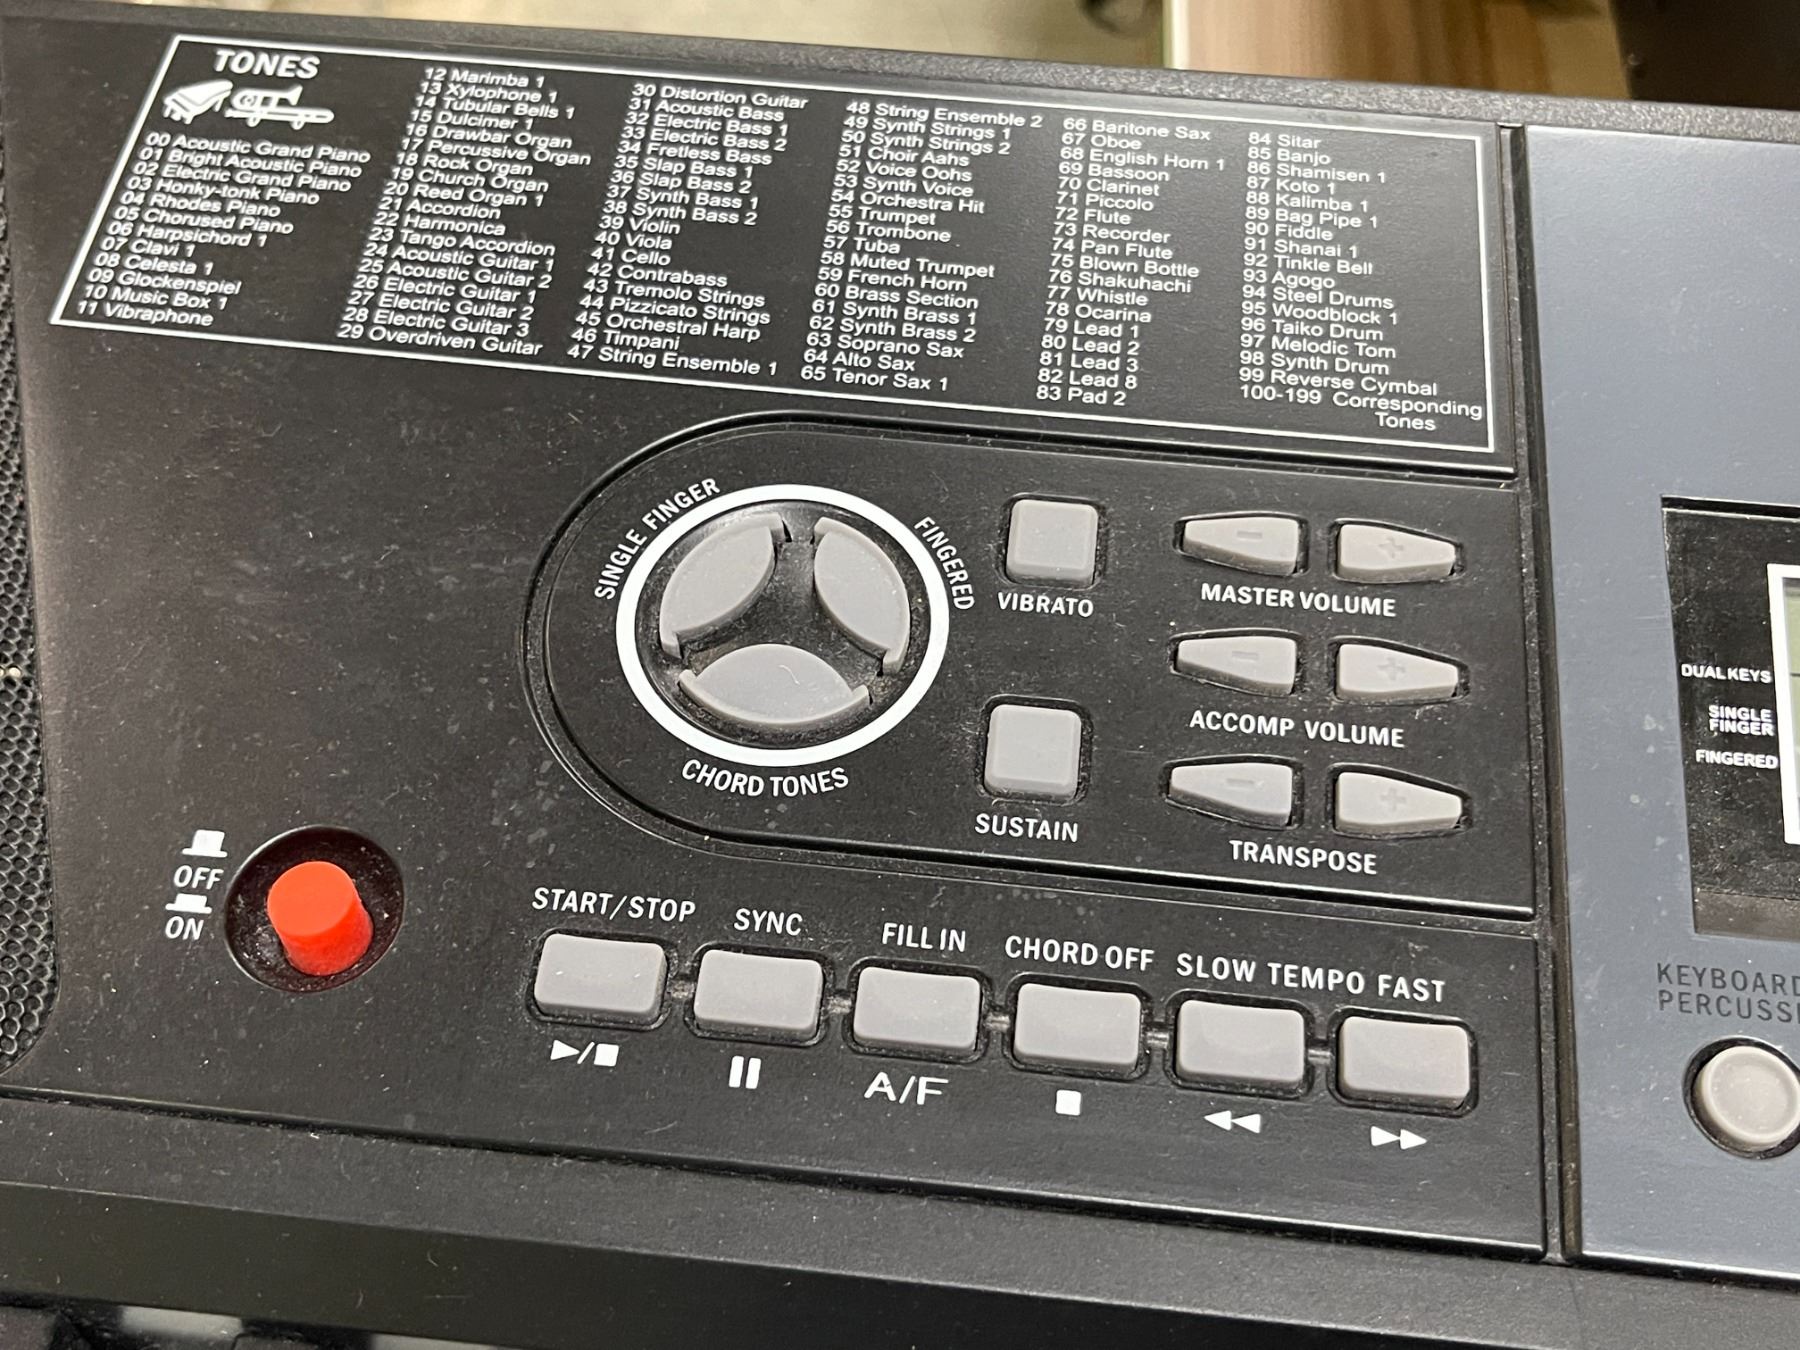 TONES
00 Acoustic Grand Piano
01 Bright Acoustic Piano
02 Electric Grand Piano
03 Honky-tonk Piano
04 Rhodes Piano
05 Chorused Piano
06 Harpsichord 1
07 Clavi 1
08 Celesta 1
09 Glockenspiel
10 Music Box 1
11 Vibraphone
12 Marimba 1
13 Xylophone 1
14 Tubular Bells 1
15 Dulcimer 1
16 Drawbar Organ
17 Percussive Organ
18 Rock Organ
19 Church Organ
20 Reed Organ 1
21 Accordion
22 Harmonica
23 Tango Accordion
24 Acoustic Guitar 1
25 Acoustic Guitar 2
26 Electric Guitar 1
27 Electric Guitar 2
28 Electric Guitar 3
29 Overdriven Guitar
30 Distortion Guitar
31 Acoustic Bass
32 Electric Bass 1
33 Electric Bass 2
34 Fretless Bass
35 Slap Bass 1
36 Slap Bass 2
37 Synth Bass 1
38 Synth Bass 2
39 Violin
40 Viola
41 Cello
42 Contrabass
43 Tremolo Strings
44 Pizzicato Strings
45 Orchestral Harp
46 Timpani
47 String Ensemble 1
48 String Ensemble 2
49 Synth Strings 1
50 Synth Strings 2
51 Choir Aahs
52 Voice Oohs
53 Synth Voice
54 Orchestra Hit
55 Trumpet
56 Trombone
57 Tuba
58 Muted Trumpet
59 French Horn
60 Brass Section
61 Synth Brass 1
62 Synth Brass 2
63 Soprano Sax
64 Alto Sax
65 Tenor Sax 1
66 Baritone Sax
67 Oboe
68 English Horn 1
69 Bassoon
70 Clarinet
71 Piccolo
72 Flute
73 Recorder
74 Pan Flute
75 Blown Bottle
76 Shakuhachi
77 Whistle
78 Ocarina
79 Lead 1
80 Lead 2
81 Lead 3
82 Lead 8
83 Pad 2
84 Sitar
85 Banjo
86 Shamisen 1
87 Koto 1
88 Kalimba 1
89 Bag Pipe 1
90 Fiddle
91 Shanai 1
92 Tinkle Bell
93 Agogo
94 Steel Drums
95 Woodblock 1
96 Taiko Drum
97 Melodic Tom
98 Synth Drum
99 Reverse Cymbal
100-199 Corresponding
Tones
SINGLE FINGER
FINGERED
CHORD TONES
VIBRATO
SUSTAIN
MASTER VOLUME
ACCOMP VOLUME
TRANSPOSE
OFF
ON
START/STOP
SYNC
FILL IN
CHORD OFF
SLOW TEMPO FAST
A/F
DUAL KEYS
SINGLE
FINGER
FINGERED
KEYBOARD